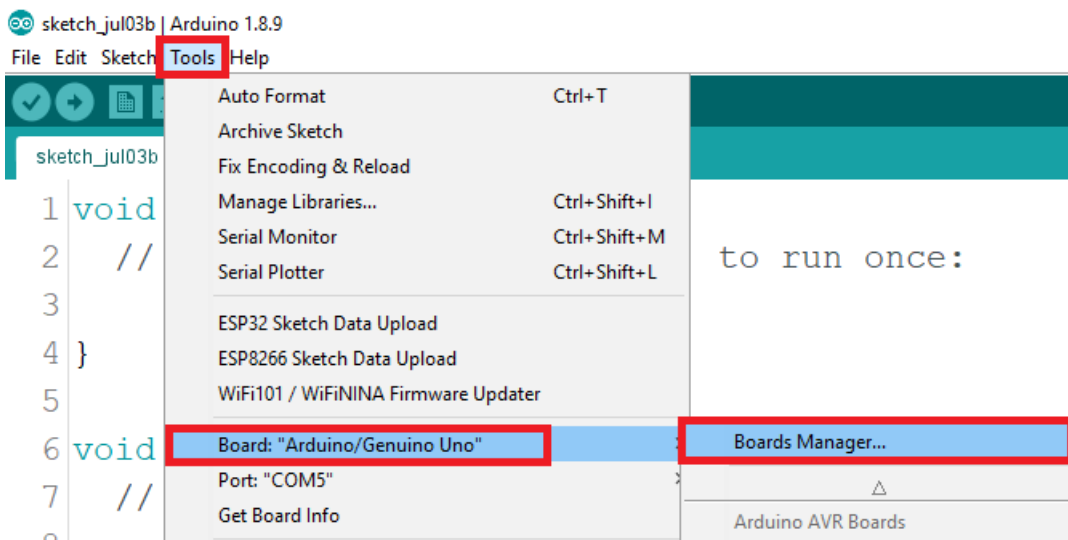 sketch_jul03b | Arduino 1.8.9
File Edit Sketch Tools Help
Auto Format Ctrl+T
Archive Sketch
sketch_jul03b
Fix Encoding & Reload
1 void
Manage Libraries... Ctrl+Shift+I
Serial Monitor Ctrl+Shift+M
2 // to run once:
Serial Plotter Ctrl+Shift+L
3
ESP32 Sketch Data Upload
4 }
ESP8266 Sketch Data Upload
WiFi101 / WiFiNINA Firmware Updater
5
6 void
Board: "Arduino/Genuino Uno"
Boards Manager...
Port: "COM5"
7 //
Get Board Info
Arduino AVR Boards